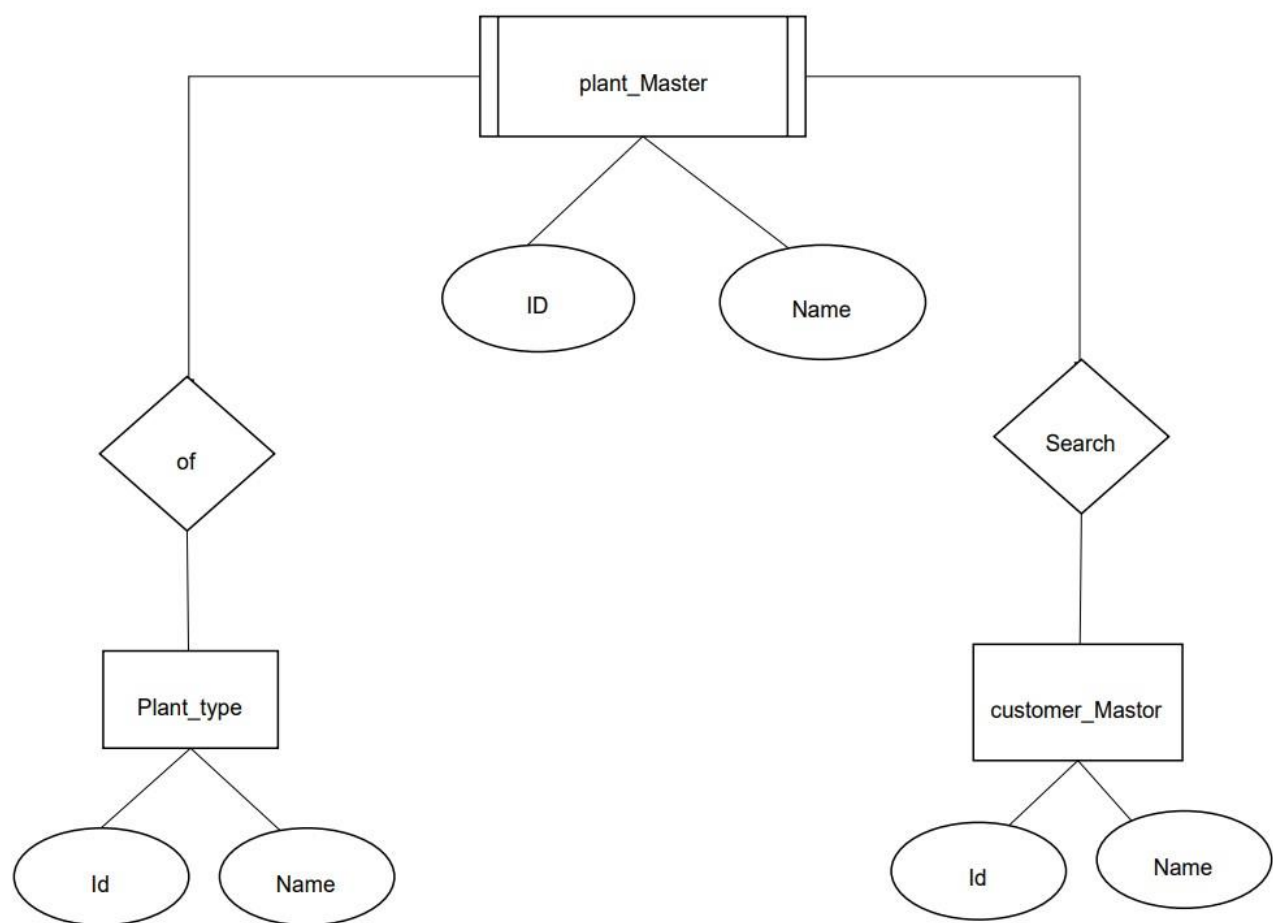 plant_Master
ID
Name
of
Search
Plant_type
customer_Mastor
Id
Name
Id
Name